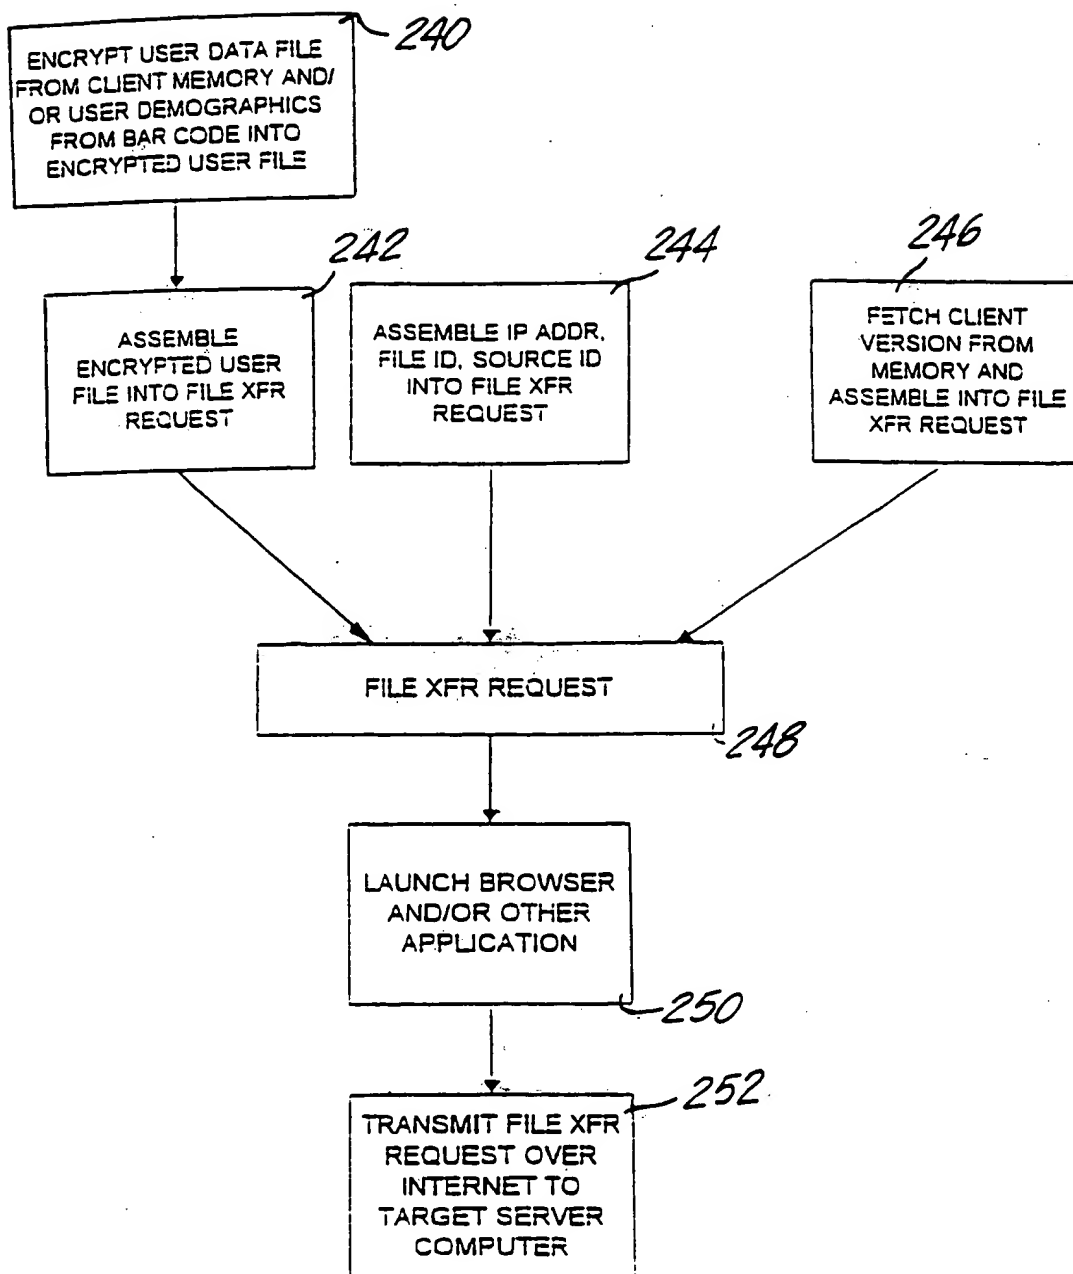 240
ENCRYPT USER DATA FILE
FROM CLIENT MEMORY AND/
OR USER DEMOGRAPHICS
FROM BAR CODE INTO
ENCRYPTED USER FILE
242
ASSEMBLE
ENCRYPTED USER
FILE INTO FILE XFR
REQUEST
244
ASSEMBLE IP ADDR,
FILE ID, SOURCE ID
INTO FILE XFR
REQUEST
246
FETCH CLIENT
VERSION FROM
MEMORY AND
ASSEMBLE INTO FILE
XFR REQUEST
FILE XFR REQUEST
248
LAUNCH BROWSER
AND/OR OTHER
APPLICATION
250
252
TRANSMIT FILE XFR
REQUEST OVER
INTERNET TO
TARGET SERVER
COMPUTER